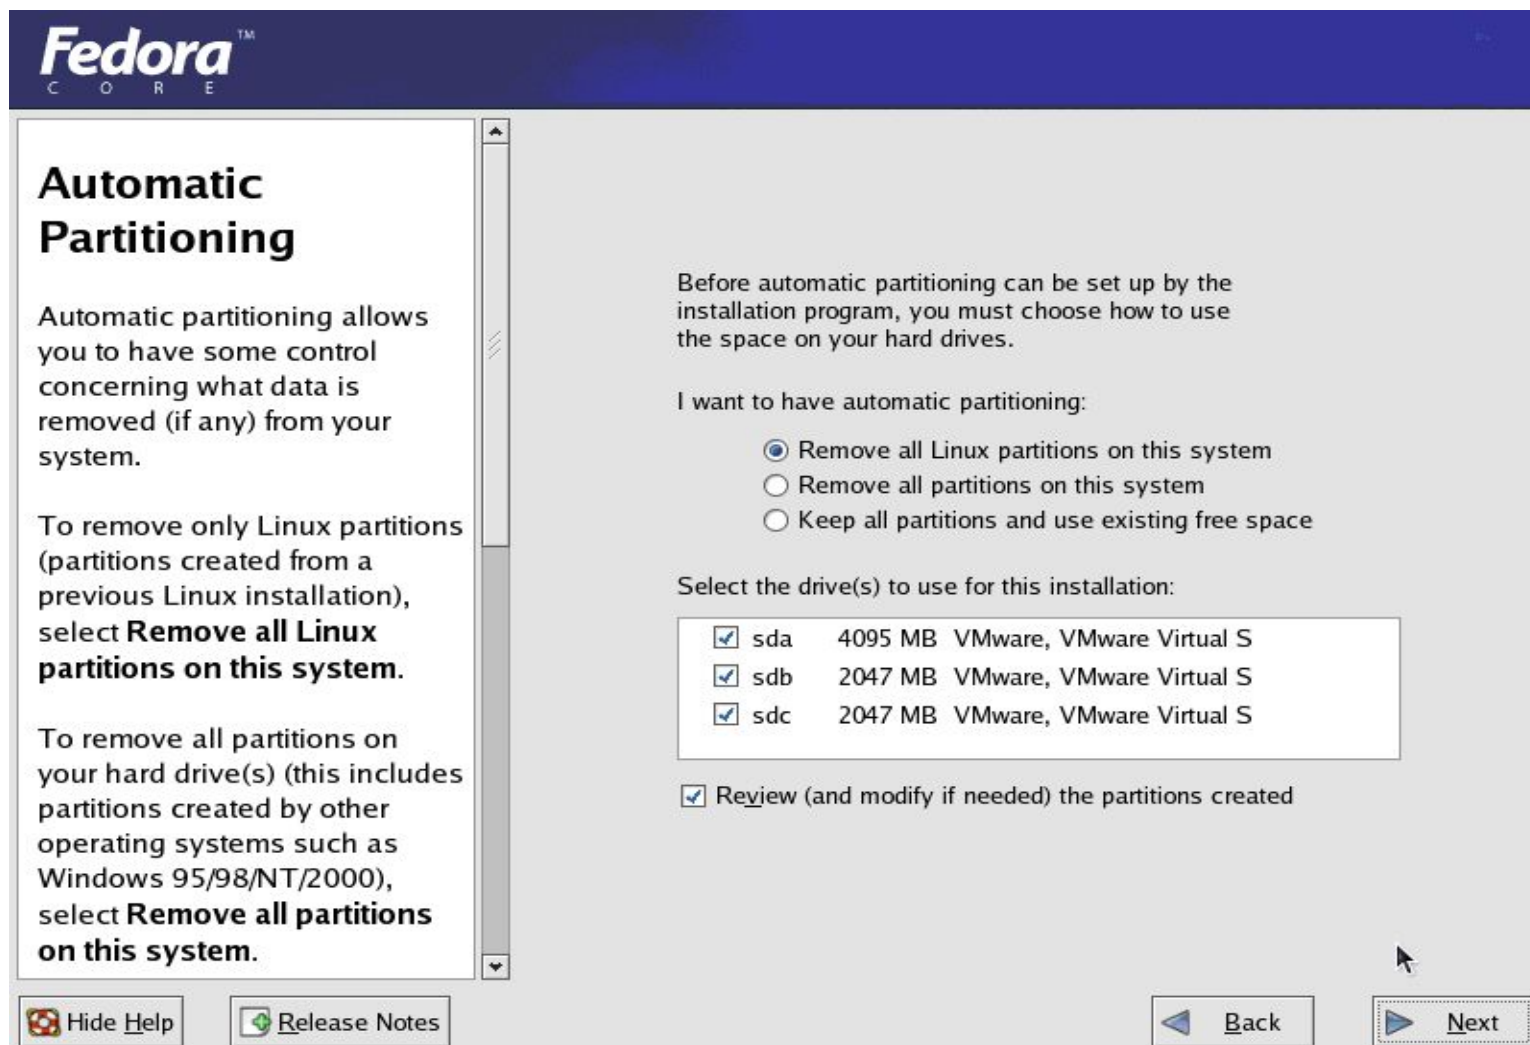 Fedora™
CORE
Automatic
Partitioning
Automatic partitioning allows
you to have some control
concerning what data is
removed (if any) from your
system.
To remove only Linux partitions
(partitions created from a
previous Linux installation),
select Remove all Linux
partitions on this system.
To remove all partitions on
your hard drive(s) (this includes
partitions created by other
operating systems such as
Windows 95/98/NT/2000),
select Remove all partitions
on this system.
Before automatic partitioning can be set up by the
installation program, you must choose how to use
the space on your hard drives.
I want to have automatic partitioning:
Remove all Linux partitions on this system
Remove all partitions on this system
Keep all partitions and use existing free space
Select the drive(s) to use for this installation:
sda 4095 MB VMware, VMware Virtual S
sdb 2047 MB VMware, VMware Virtual S
sdc 2047 MB VMware, VMware Virtual S
Review (and modify if needed) the partitions created
Hide Help
Release Notes
Back
Next